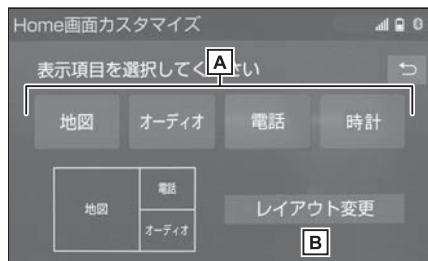 Home画面カスタマイズ
表示項目を選択してください
A
地図 オーディオ 電話 時計
地図 電話
オーディオ
レイアウト変更
B